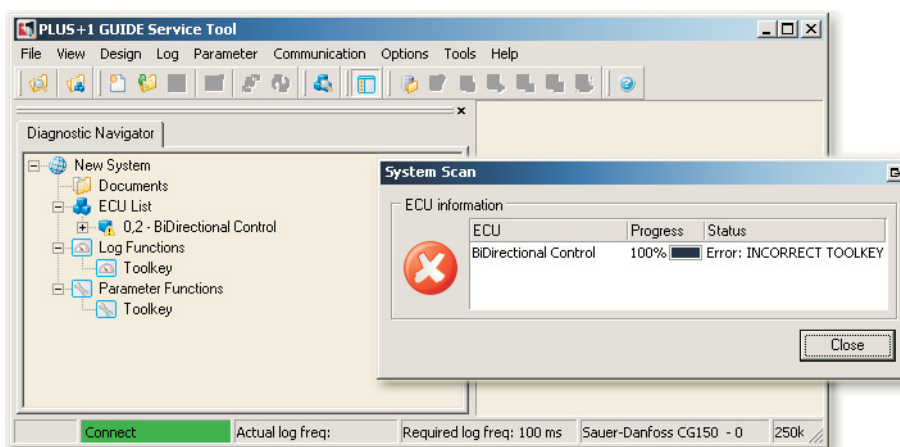 PLUS+1 GUIDE Service Tool
File View Design Log Parameter Communication Options Tools Help
Diagnostic Navigator
New System
Documents
ECU List
0,2 - BiDirectional Control
Log Functions
Toolkey
Parameter Functions
Toolkey
System Scan
ECU information
ECU Progress Status
BiDirectional Control 100% Error: INCORRECT TOOLKEY
Close
Connect Actual log freq: Required log freq: 100 ms Sauer-Danfoss CG150 - 0 250k